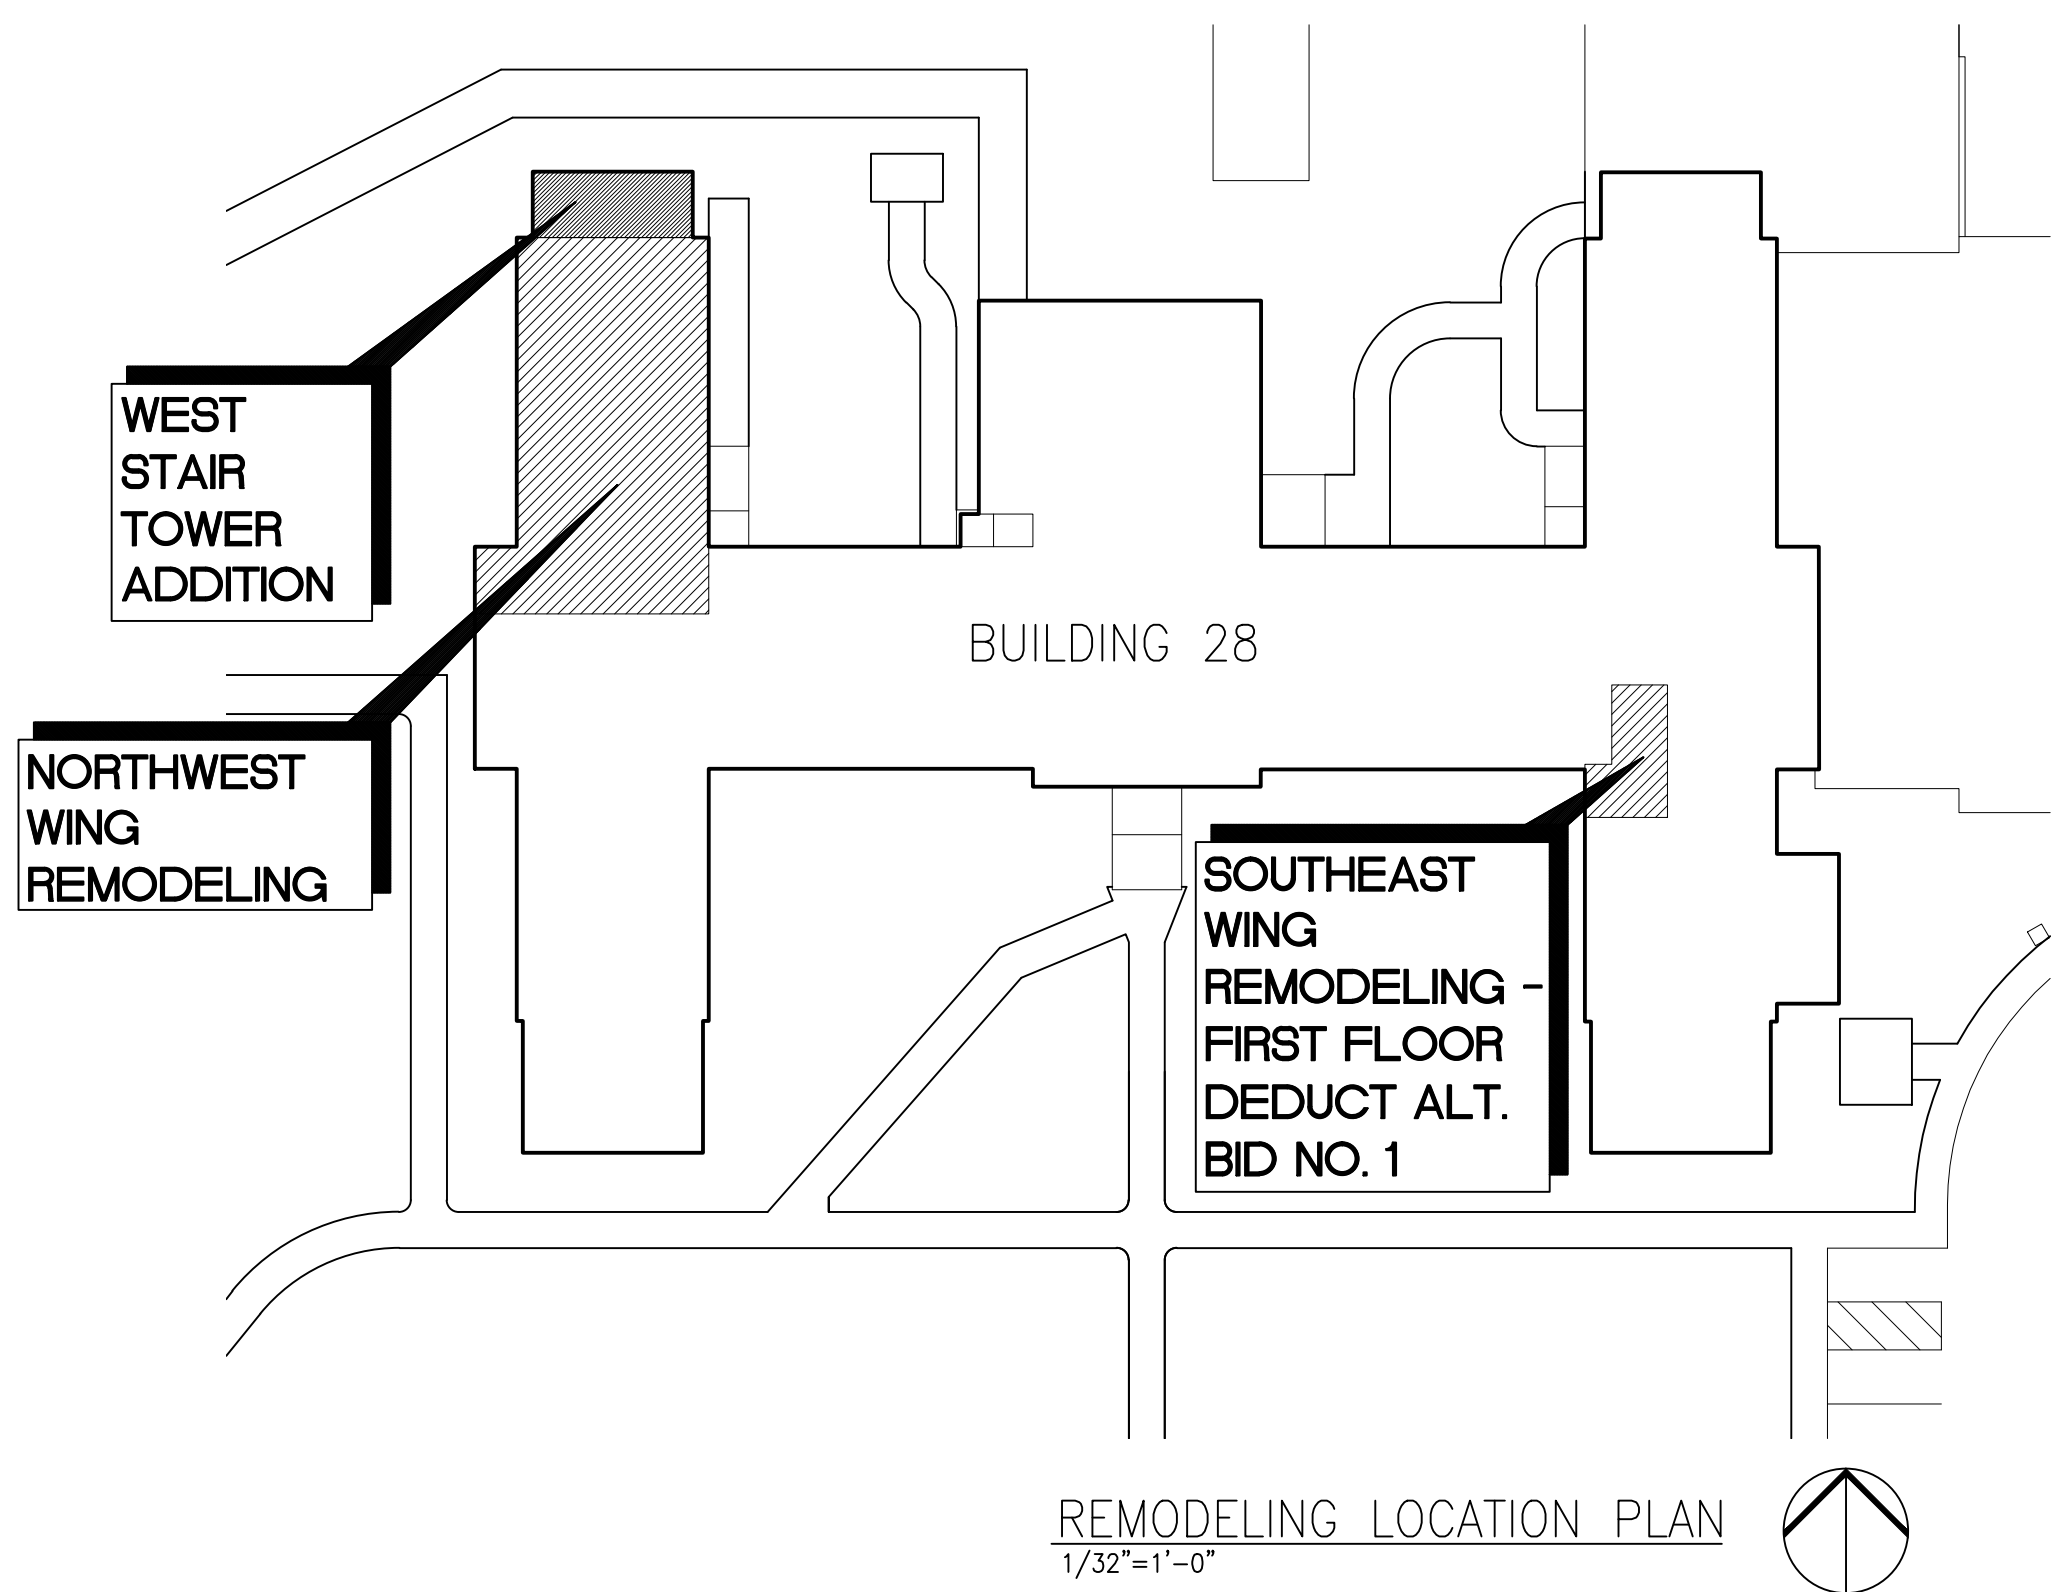 WEST
STAIR
TOWER
ADDITION
BUILDING 28
NORTHWEST
WING
REMODELING
SOUTHEAST
WING
REMODELING -
FIRST FLOOR
DEDUCT ALT.
BID NO. 1
REMODELING LOCATION PLAN
1/32"=1'-0"